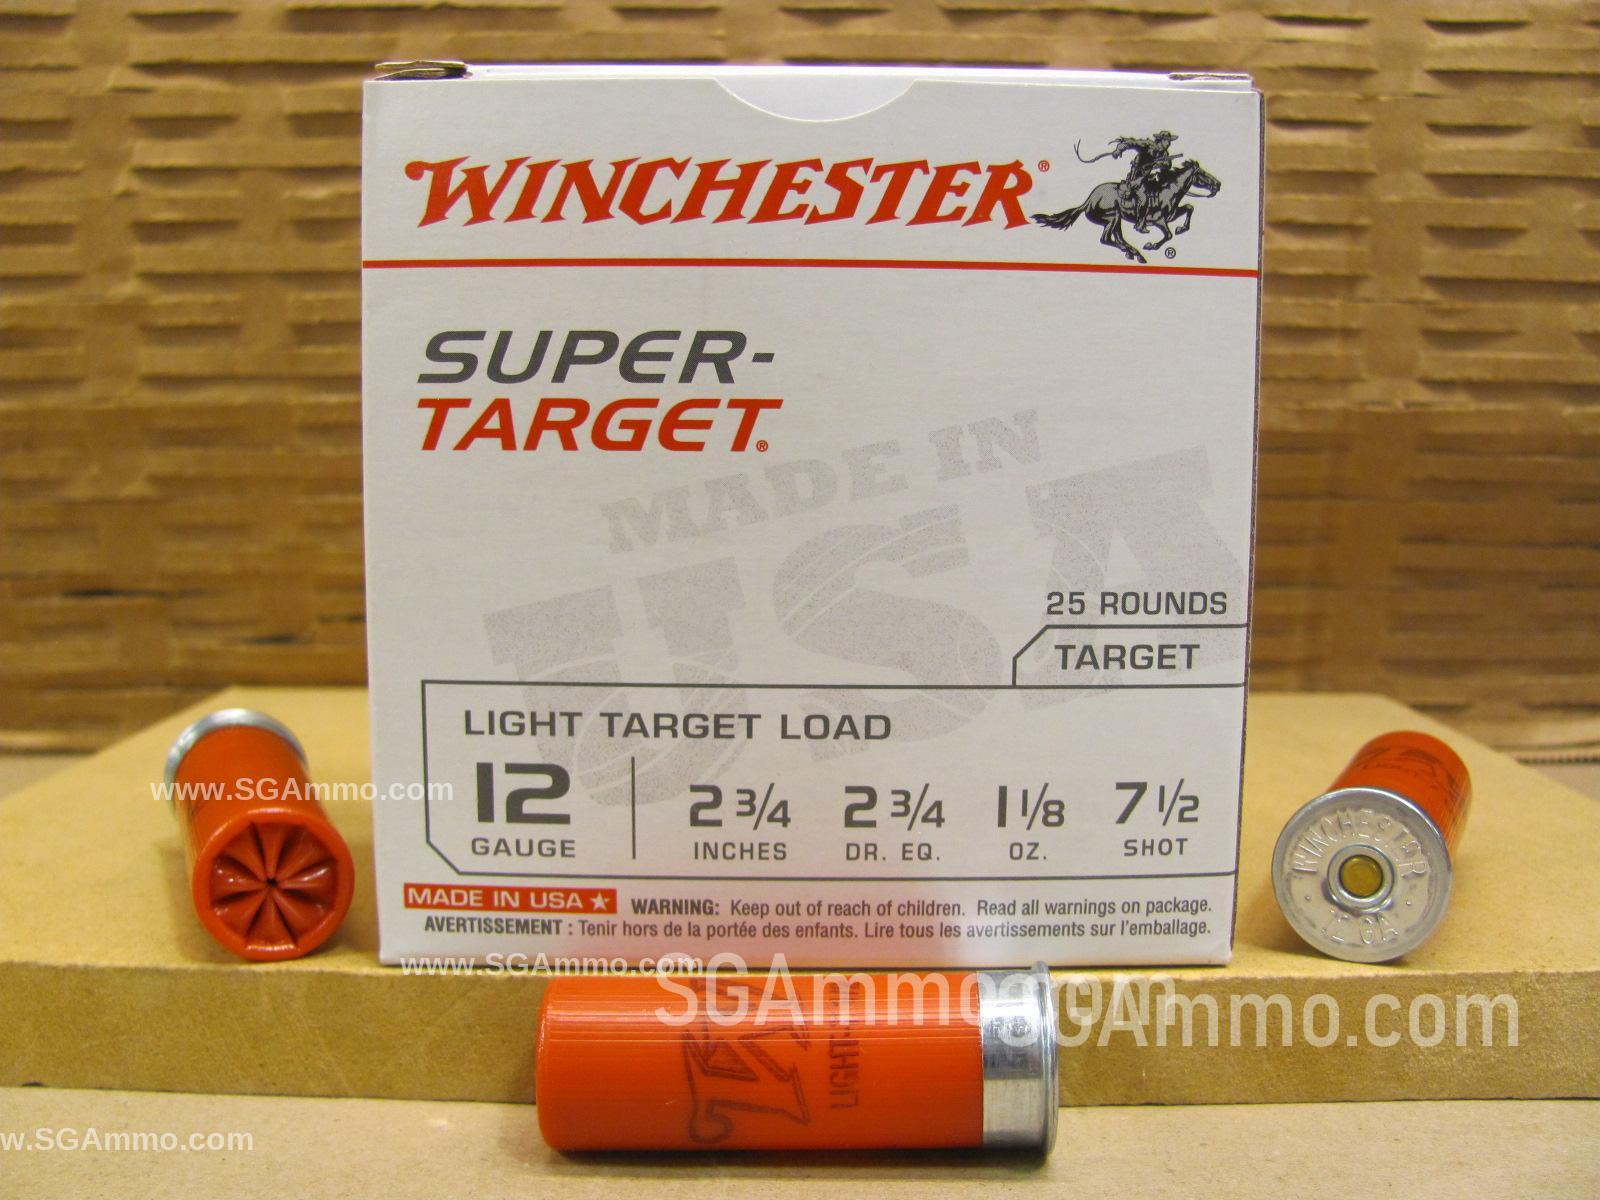 WINCHESTER®
®
SUPER-
TARGET®
MADE IN
USA
25 ROUNDS
TARGET
LIGHT TARGET LOAD
12
GAUGE
2 3/4
INCHES
2 3/4
DR. EQ.
1 1/8
OZ.
7 1/2
SHOT
MADE IN USA ★
WARNING: Keep out of reach of children. Read all warnings on package.
AVERTISSEMENT : Tenir hors de la portée des enfants. Lire tous les avertissements sur l'emballage.
www.SGAmmo.com
WINCHESTER
12 GA
www.SGAmmo.com
SGAmmo.com
SGAmmo.com
LIGHT
w.SGAmmo.com